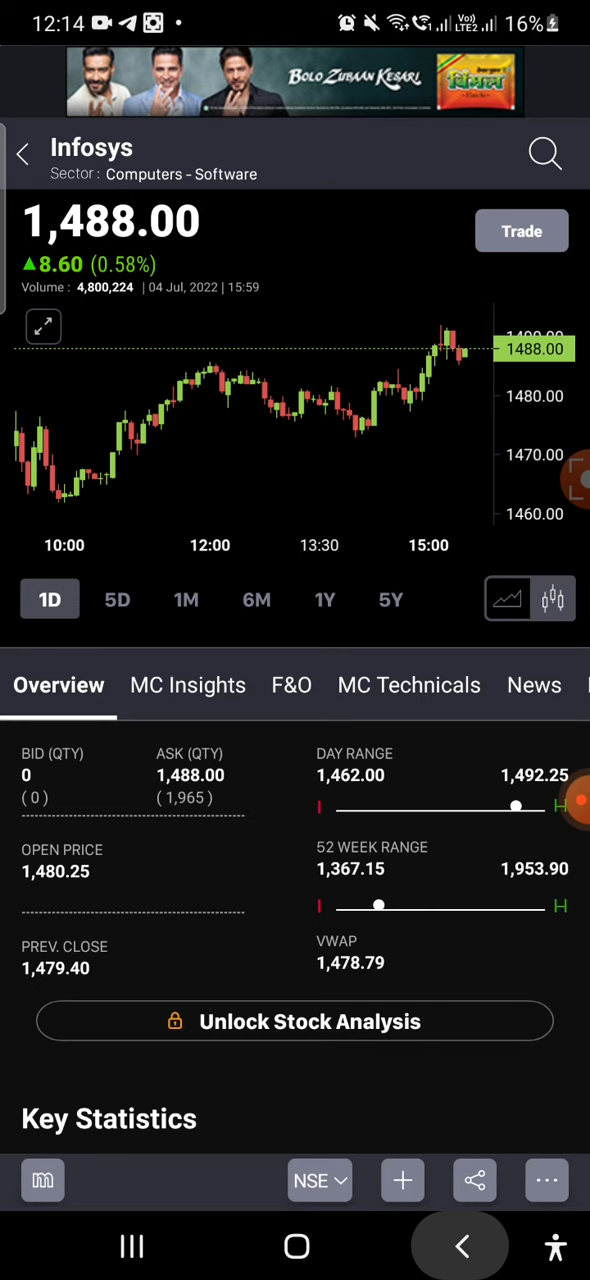 12:14
Vo))
LTE2
16%
BOLO ZUBAAN KESARI
विमल
Infosys
Sector : Computers - Software
1,488.00
Trade
8.60 (0.58%)
Volume : 4,800,224 | 04 Jul, 2022 | 15:59
1488.00
1480.00
1470.00
1460.00
10:00 12:00 13:30 15:00
1D 5D 1M 6M 1Y 5Y
Overview MC Insights F&O MC Technicals News
BID (QTY) ASK (QTY) DAY RANGE
0 1,488.00 1,462.00 1,492.25
( 0 ) ( 1,965 )
L H
OPEN PRICE 52 WEEK RANGE
1,480.25 1,367.15 1,953.90
L H
PREV. CLOSE VWAP
1,479.40 1,478.79
Unlock Stock Analysis
Key Statistics
m NSE